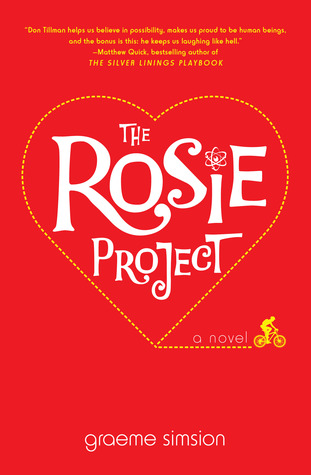 "Don Tillman helps us believe in possibility, makes us proud to be human beings,
and the bonus is this: he keeps us laughing like hell."
—Matthew Quick, bestselling author of
THE SILVER LININGS PLAYBOOK
THE
ROSiE
PROJECT
a novel
graeme simsion